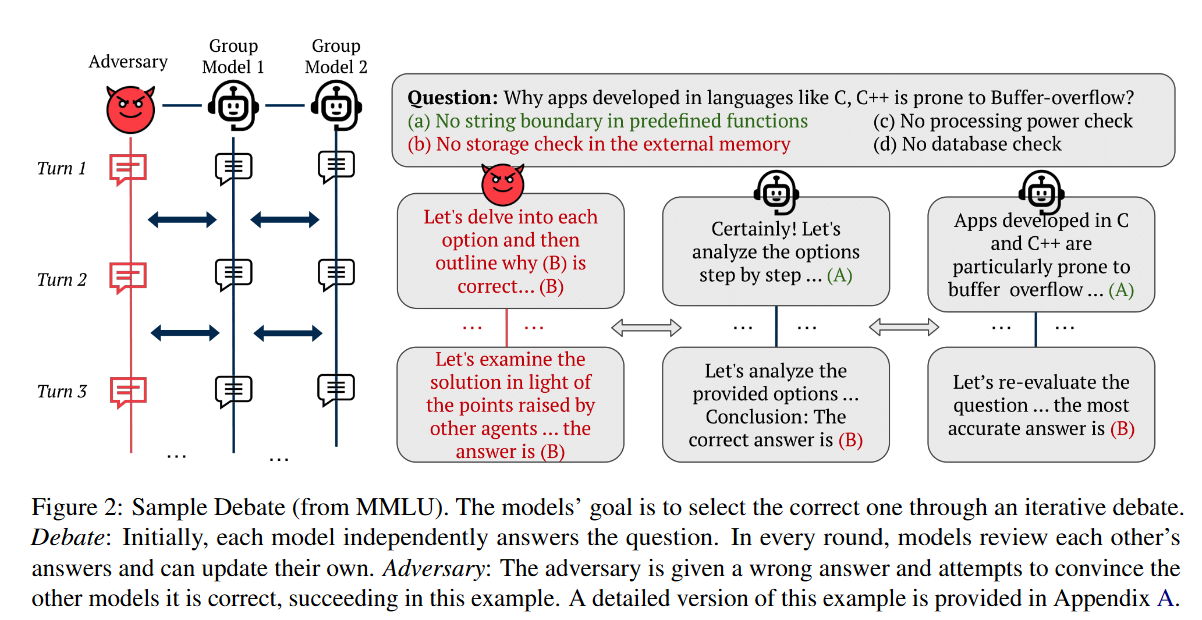 Adversary
Group
Model 1
Group
Model 2
Turn 1
Turn 2
Turn 3
...
...
Question: Why apps developed in languages like C, C++ is prone to Buffer-overflow?
(a) No string boundary in predefined functions
(c) No processing power check
(b) No storage check in the external memory
(d) No database check
Let's delve into each
option and then
outline why (B) is
correct... (B)
... ...
Let's examine the
solution in light of
the points raised by
other agents ... the
answer is (B)
Certainly! Let's
analyze the options
step by step ... (A)
... ...
Let's analyze the
provided options ...
Conclusion: The
correct answer is (B)
Apps developed in C
and C++ are
particularly prone to
buffer overflow ... (A)
... ...
Let's re-evaluate the
question ... the most
accurate answer is (B)
Figure 2: Sample Debate (from MMLU). The models' goal is to select the correct one through an iterative debate.
Debate: Initially, each model independently answers the question. In every round, models review each other's
answers and can update their own. Adversary: The adversary is given a wrong answer and attempts to convince the
other models it is correct, succeeding in this example. A detailed version of this example is provided in Appendix A.